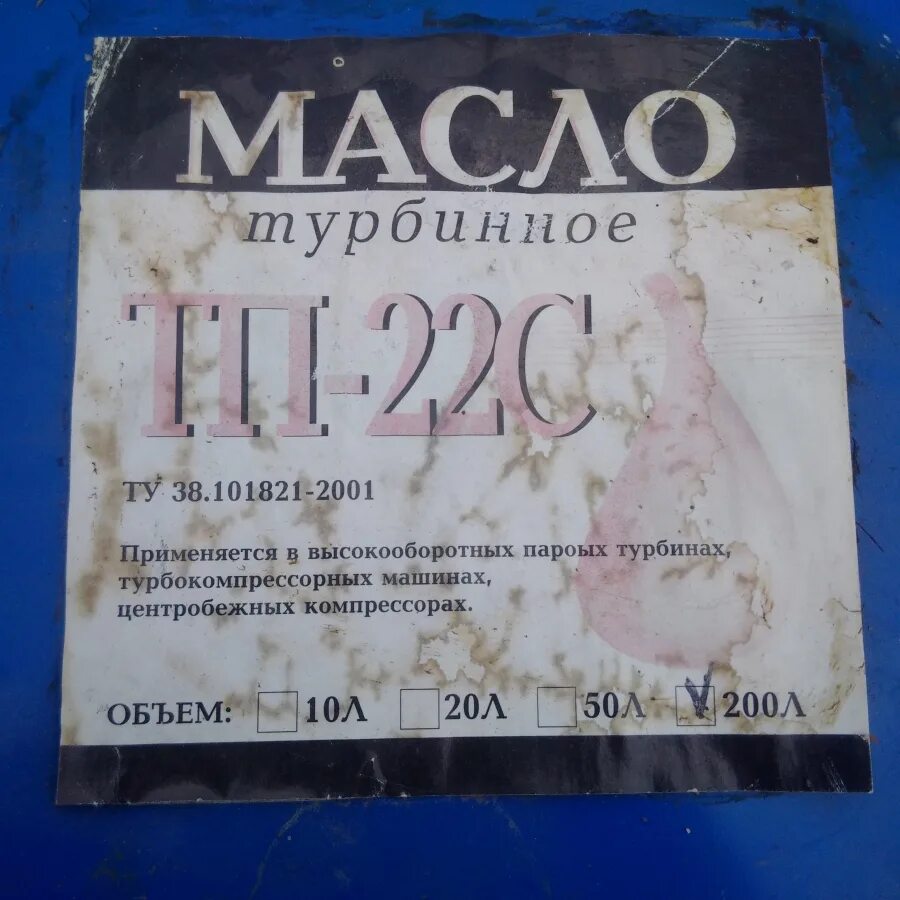 МАСЛО
турбинное
ТП-22С
ТУ 38.101821-2001
Применяется в высокооборотных пароых турбинах,
турбокомпрессорных машинах,
центробежных компрессорах.
ОБЪЕМ: 10Л 20Л 50Л 200Л